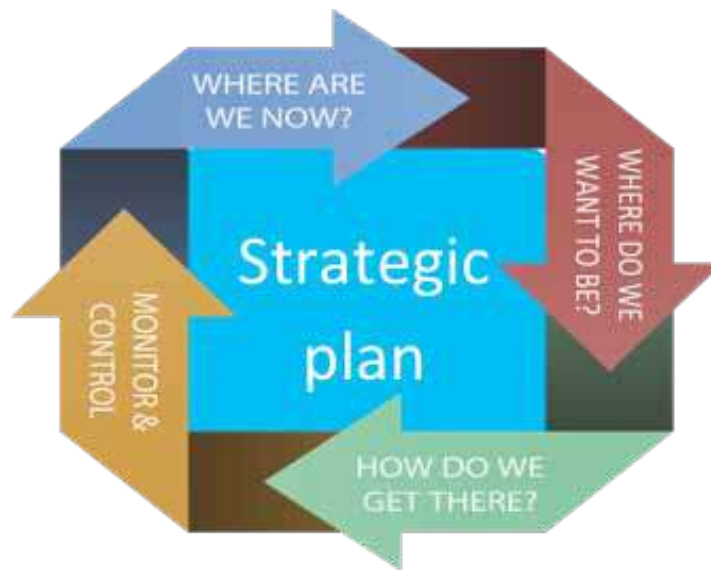 WHERE ARE
WE NOW?
WHERE DO WE
WANT TO BE?
Strategic
plan
MONITOR &
CONTROL
HOW DO WE
GET THERE?